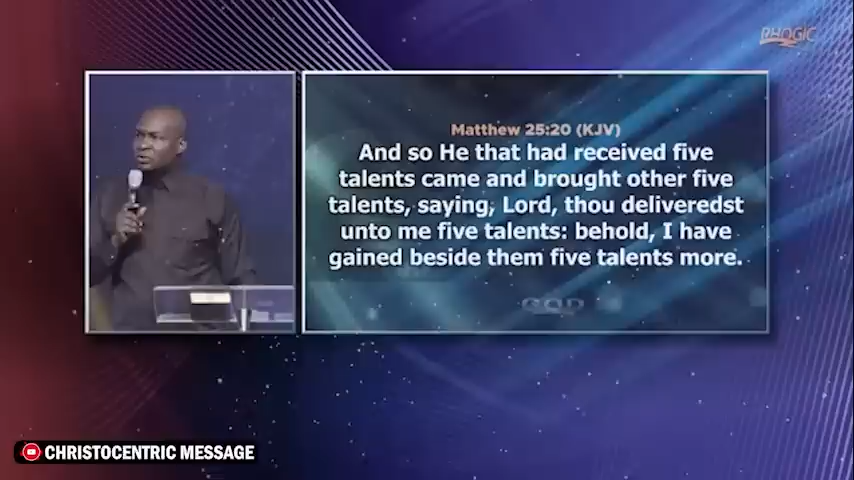 RHOGIC
Matthew 25:20 (KJV)
And so He that had received five
talents came and brought other five
talents, saying, Lord, thou deliveredst
unto me five talents: behold, I have
gained beside them five talents more.
GOD
CHRISTOCENTRIC MESSAGE